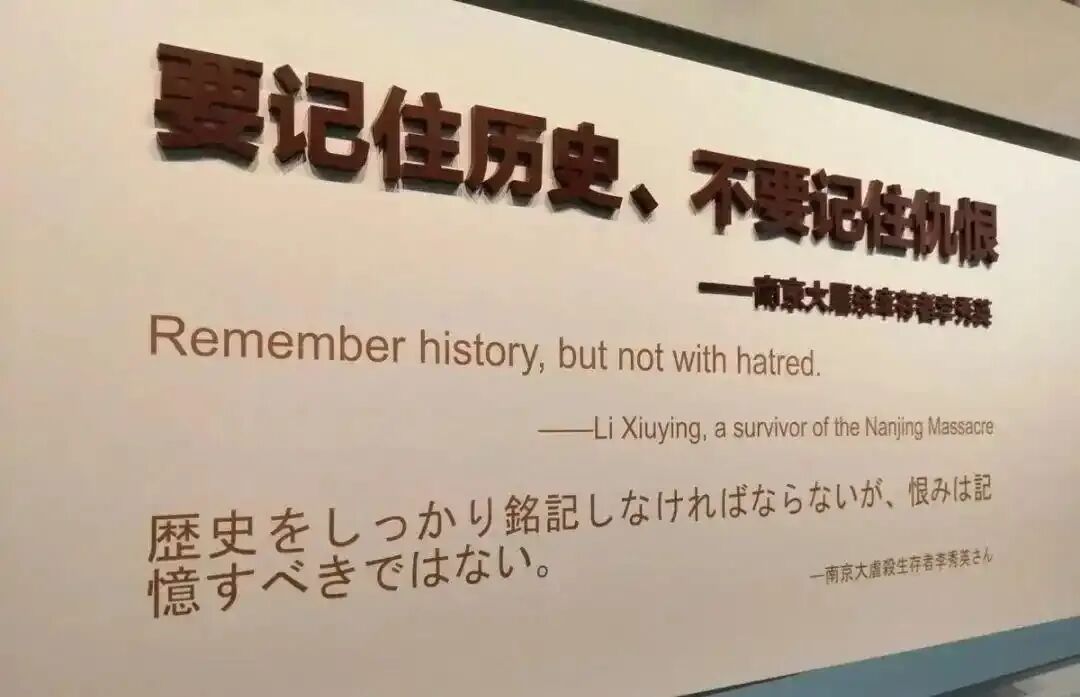 要记住历史、不要记住仇恨
——南京大屠杀幸存者李秀英
Remember history, but not with hatred.
——Li Xiuying, a survivor of the Nanjing Massacre
歴史をしっかり銘記しなければならないが、恨みは記
憶すべきではない。
—南京大虐殺生存者李秀英さん